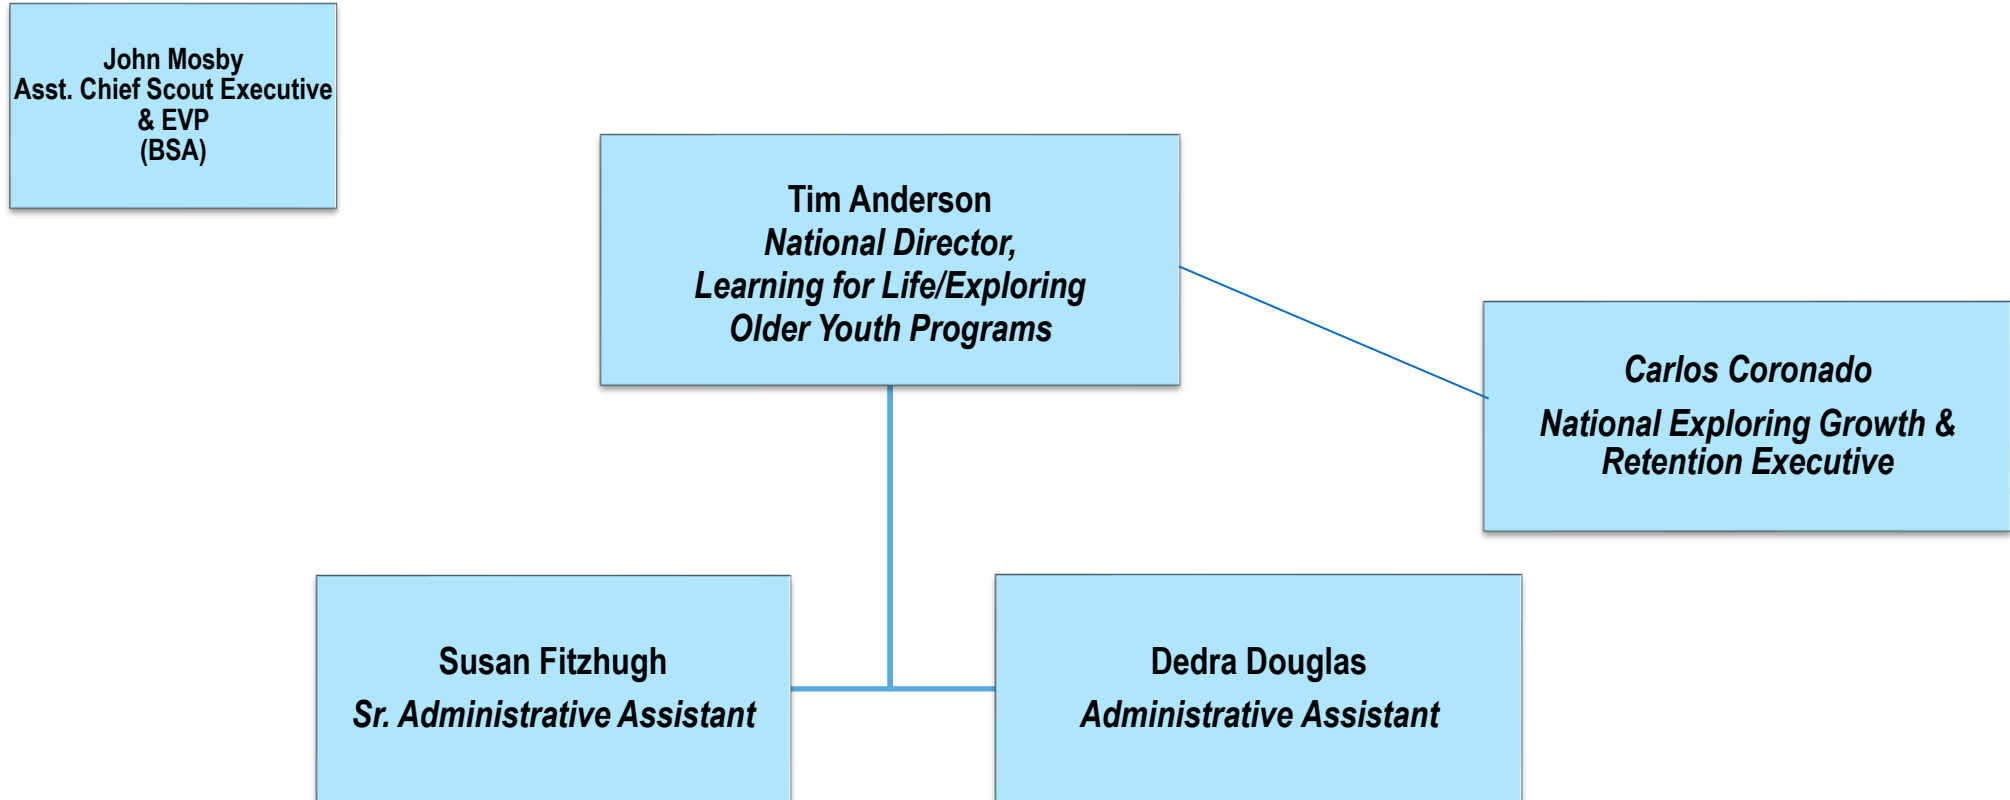 John Mosby
Asst. Chief Scout Executive
& EVP
(BSA)
Tim Anderson
National Director,
Learning for Life/Exploring
Older Youth Programs
Carlos Coronado
National Exploring Growth &
Retention Executive
Susan Fitzhugh
Sr. Administrative Assistant
Dedra Douglas
Administrative Assistant